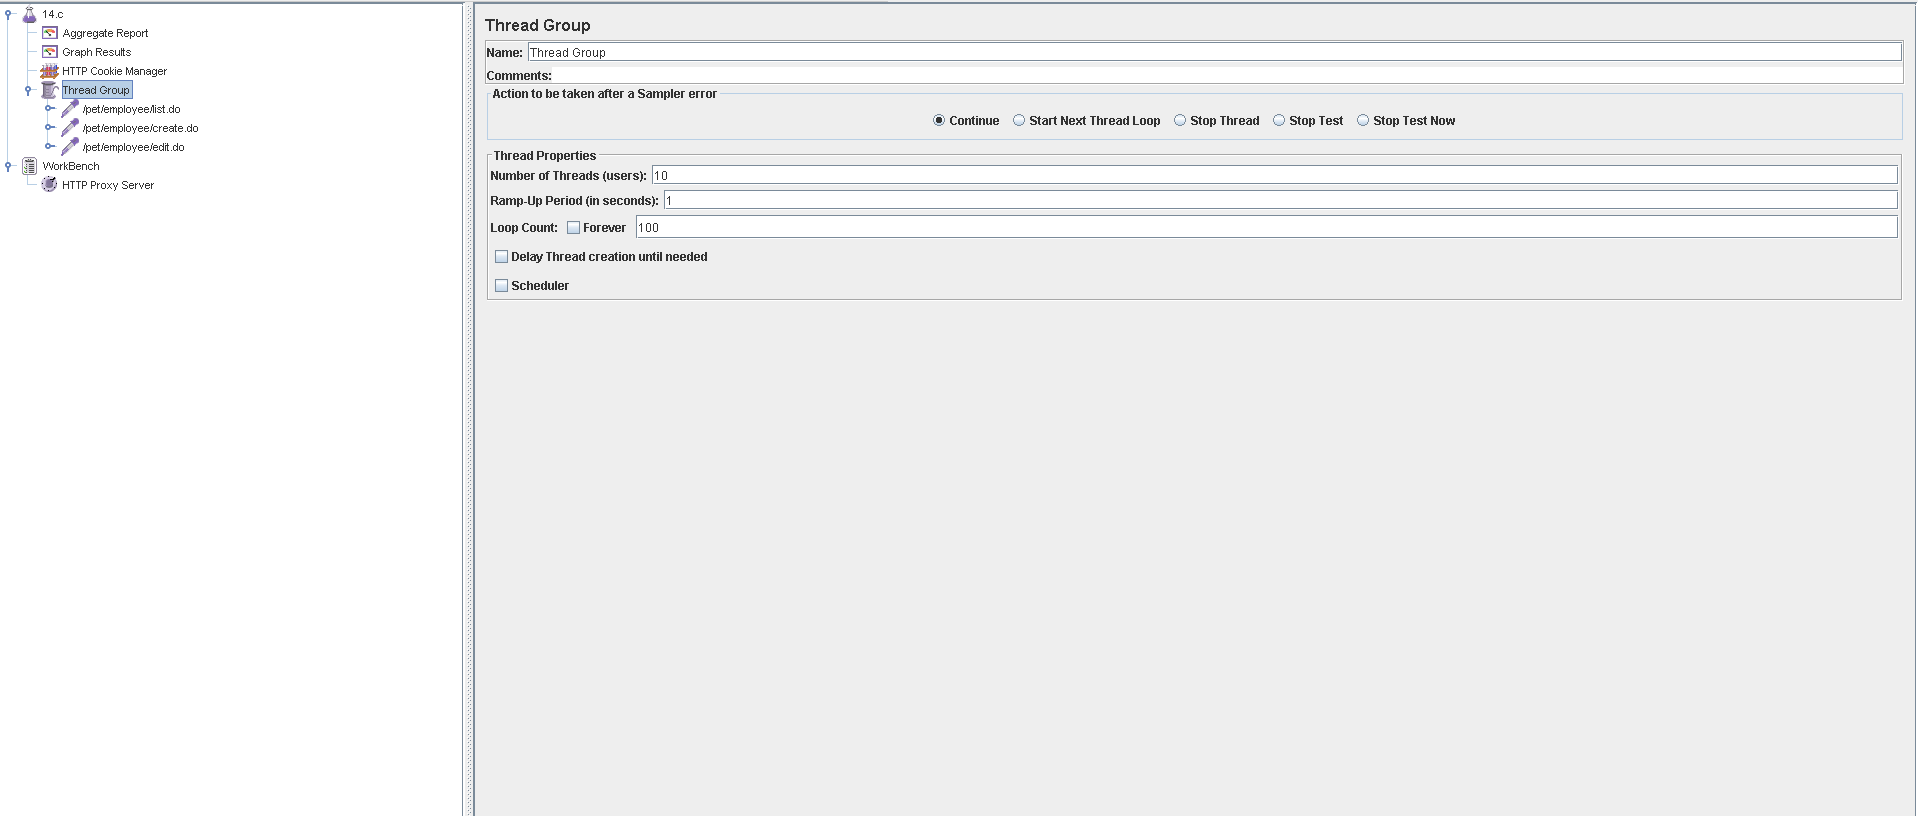 14.c
Aggregate Report
Graph Results
HTTP Cookie Manager
Thread Group
/pet/employee/list.do
/pet/employee/create.do
/pet/employee/edit.do
WorkBench
HTTP Proxy Server
Thread Group
Name: Thread Group
Comments:
Action to be taken after a Sampler error
Continue Start Next Thread Loop Stop Thread Stop Test Stop Test Now
Thread Properties
Number of Threads (users): 10
Ramp-Up Period (in seconds): 1
Loop Count: Forever 100
Delay Thread creation until needed
Scheduler